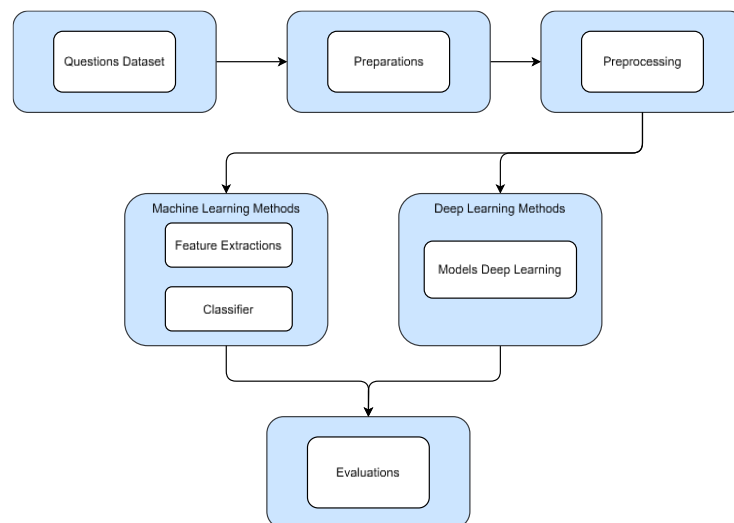 Questions Dataset
Preparations
Preprocessing
Machine Learning Methods
Feature Extractions
Classifier
Deep Learning Methods
Models Deep Learning
Evaluations